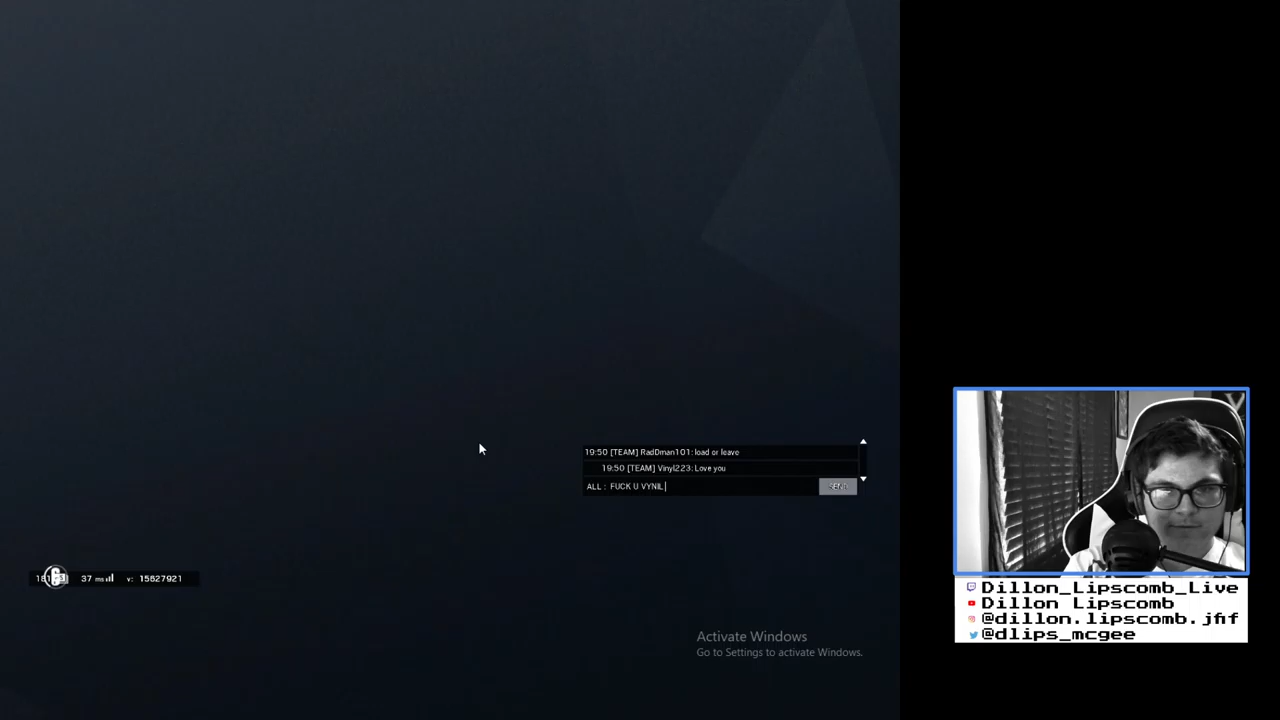 19:50 [TEAM] RadDman101: load or leave
19:50 [TEAM] Vinyl223: Love you
ALL : FUCK U VYNIL
SEND
37 ms v: 15827921
Activate Windows
Go to Settings to activate Windows.
Dillon_Lipscomb_Live
Dillon Lipscomb
@dillon.lipscomb.jfif
@dlips_mcgee